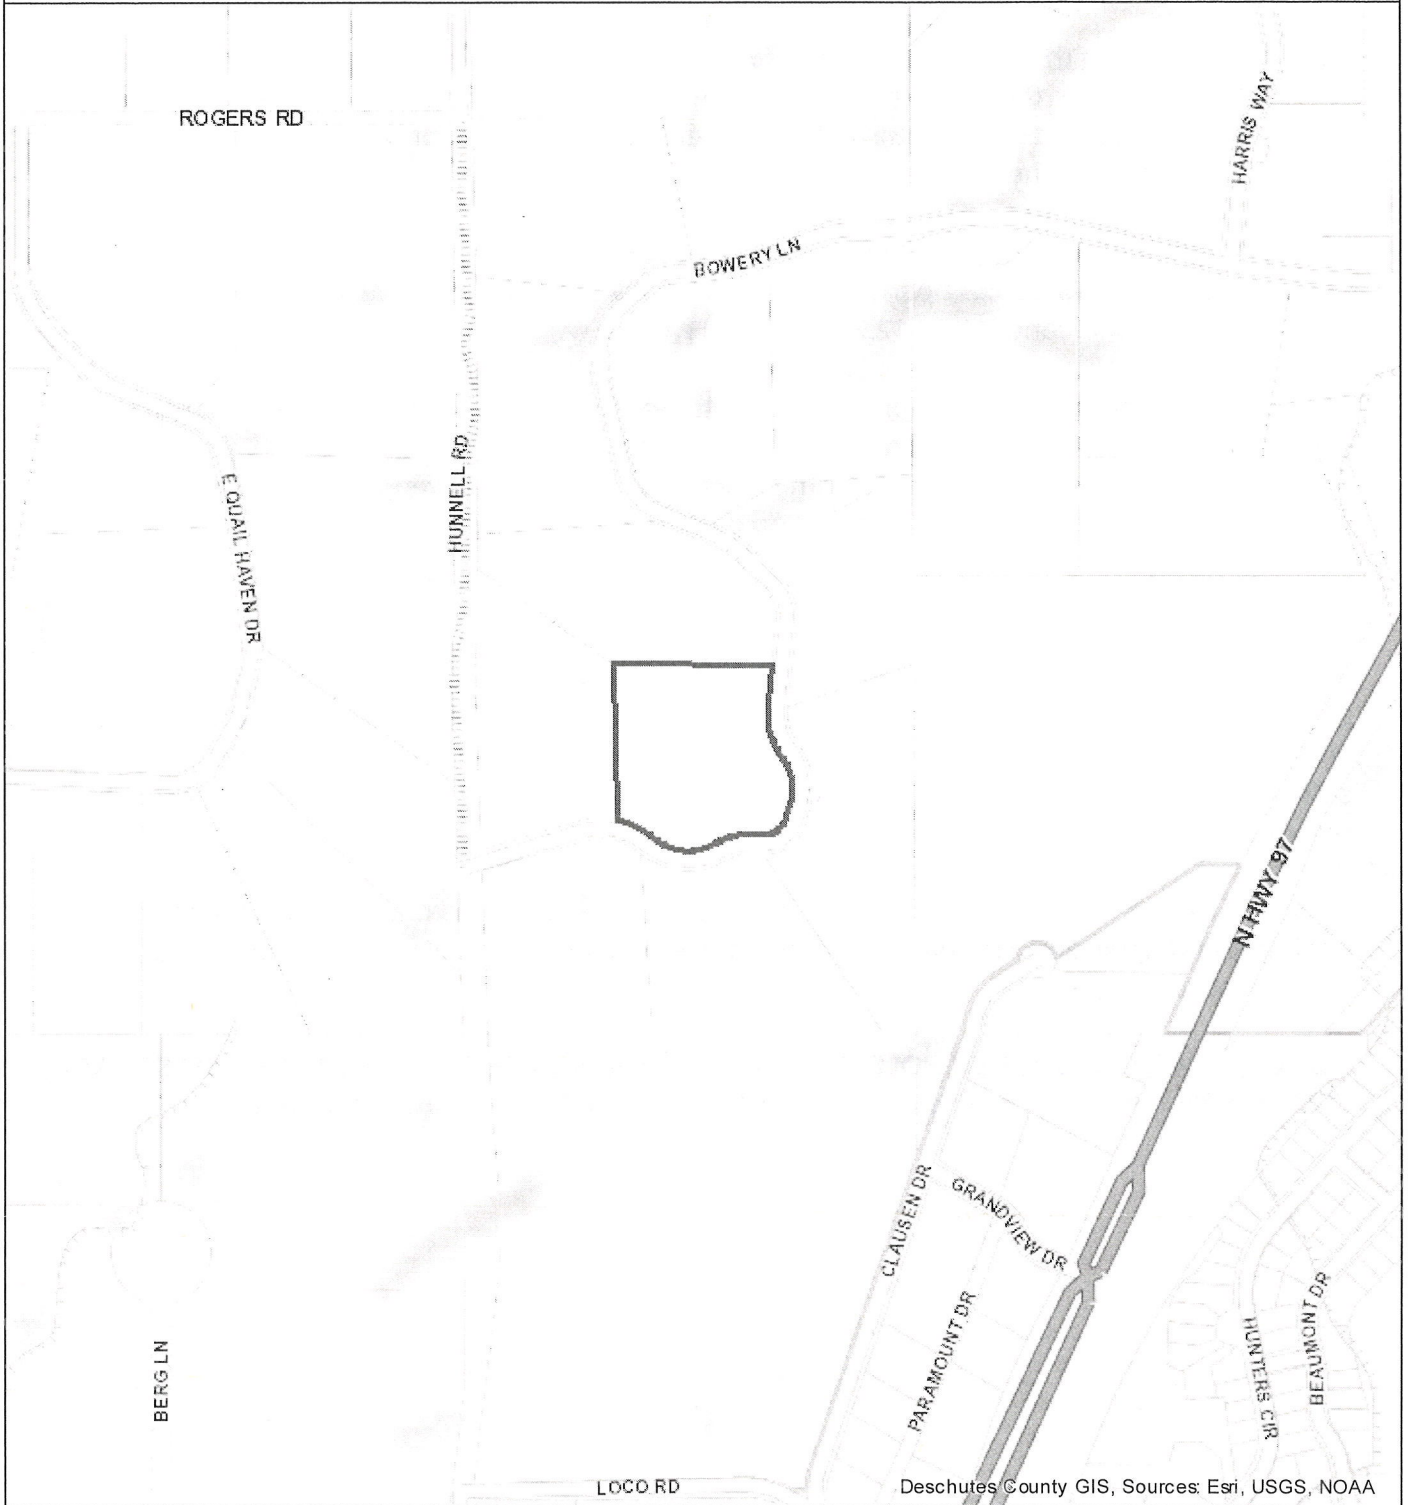 ROGERS RD
HARRIS WAY
BOWERY LN
HUNNELL RD
E QUAIL HAVEN DR
N HWY 97
CLAUSEN DR
GRANDVIEW DR
PARAMOUNT DR
HUNTERS CIR
BEAUMONT DR
BERG LN
LOCO RD
Deschutes County GIS, Sources: Esri, USGS, NOAA